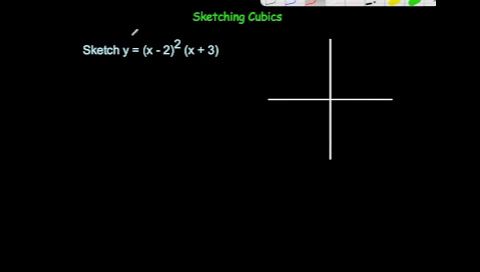 Sketching Cubics
Sketch y = (x - 2)² (x + 3)